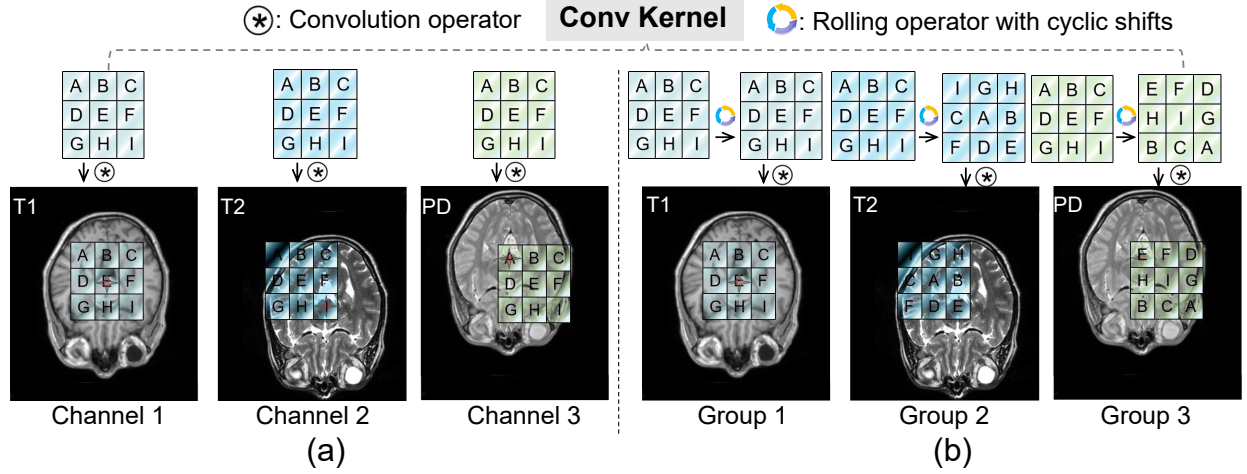 : Convolution operator
Conv Kernel
: Rolling operator with cyclic shifts
A B C
D E F
G H I
A B C
D E F
G H I
A B C
D E F
G H I
A B C
D E F
G H I
A B C
D E F
G H I
A B C
D E F
G H I
I G H
C A B
F D E
A B C
D E F
G H I
E F D
H I G
B C A
T1
A B C
D E F
G H I
T2
A B C
D E F
G H I
PD
A B C
D E F
G H I
T1
A B C
D E F
G H I
T2
G H
C A B
F D E
PD
E F D
H I G
B C A
Channel 1
Channel 2
Channel 3
Group 1
Group 2
Group 3
(a)
(b)